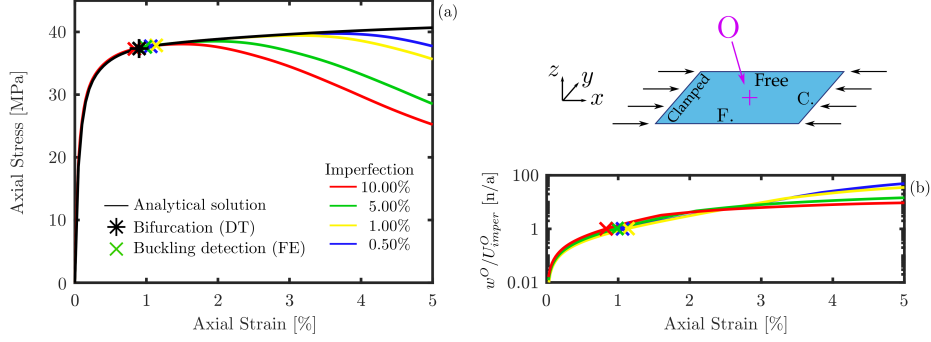 (a)
40
30
20
10
0
Axial Stress [MPa]
Analytical solution
Bifurcation (DT)
Buckling detection (FE)
Imperfection
10.00%
5.00%
1.00%
0.50%
0 1 2 3 4 5
Axial Strain [%]
O
z y x
Clamped
Free
C.
F.
(b)
100
1
0.01
w^O/U^O_{imper} [n/a]
0 1 2 3 4 5
Axial Strain [%]